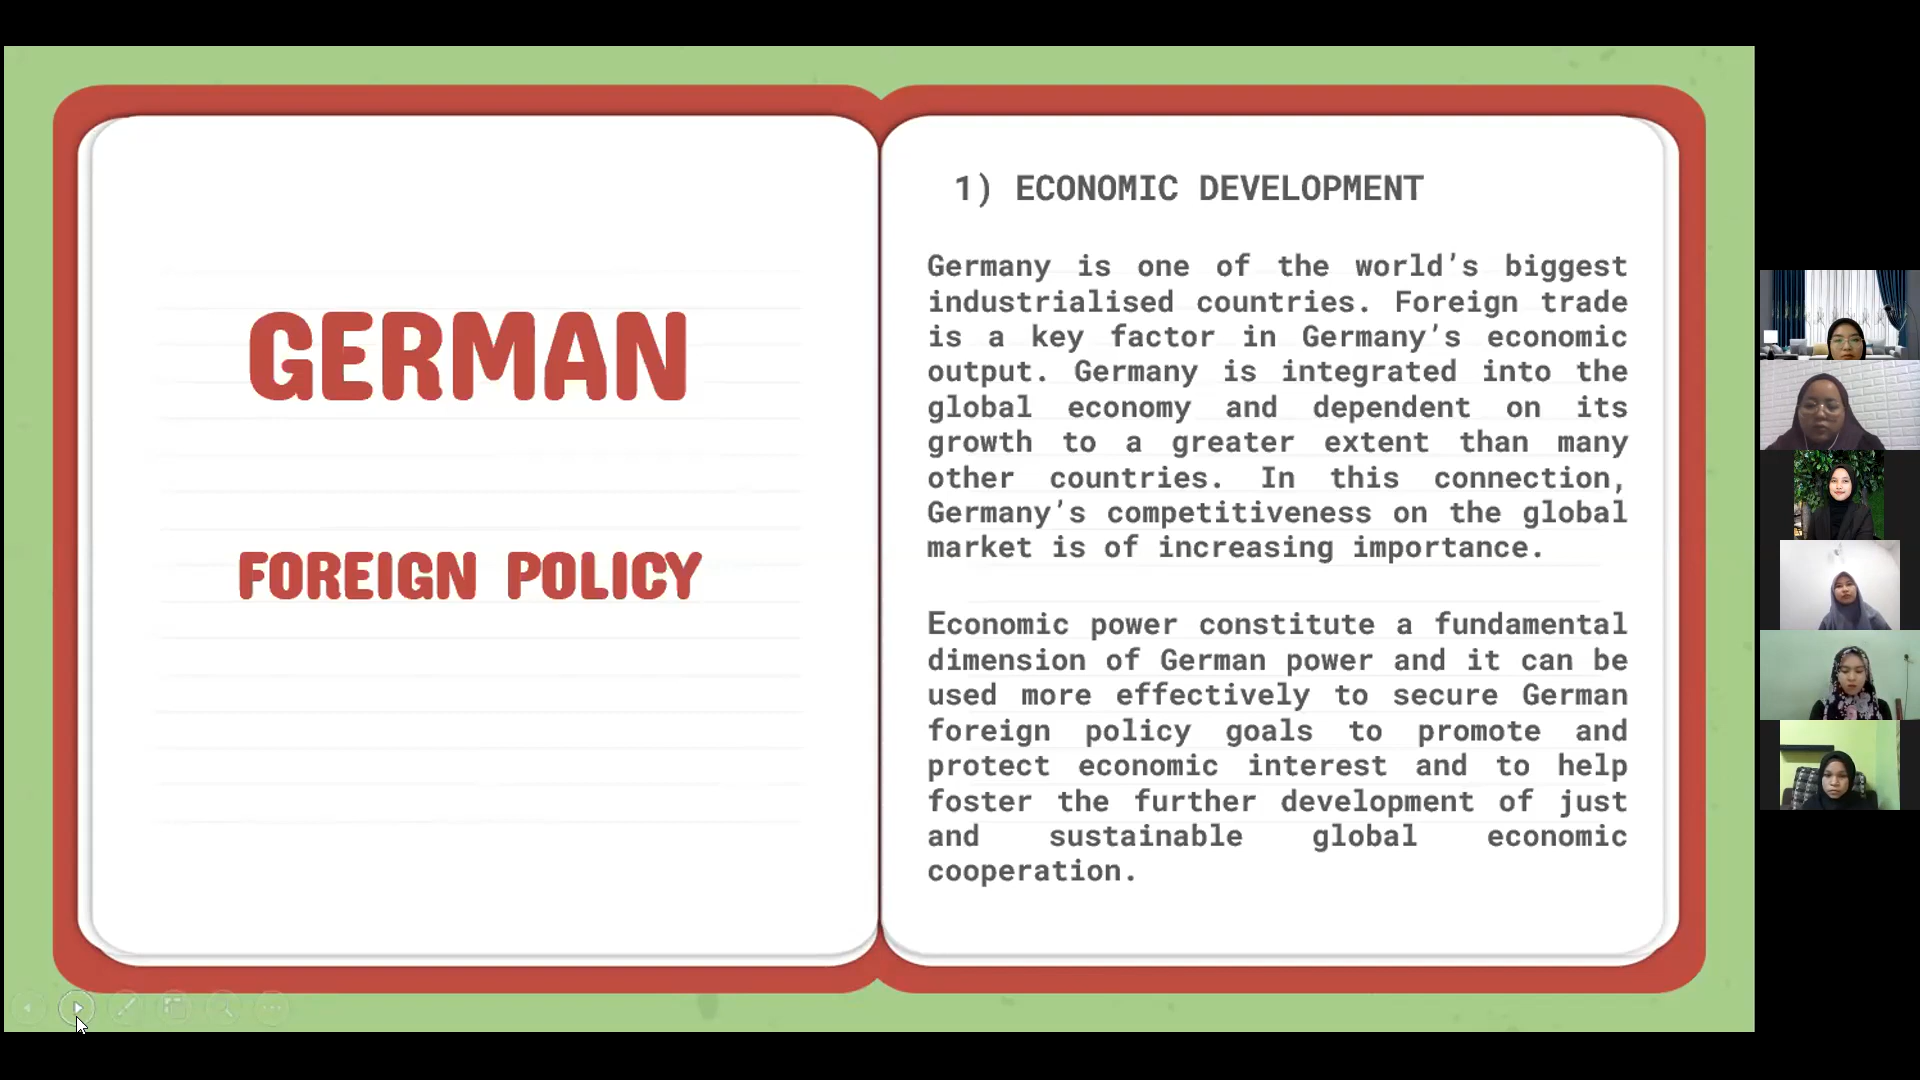 GERMAN
FOREIGN POLICY
1) ECONOMIC DEVELOPMENT
Germany is one of the world’s biggest
industrialised countries. Foreign trade
is a key factor in Germany’s economic
output. Germany is integrated into the
global economy and dependent on its
growth to a greater extent than many
other countries. In this connection,
Germany’s competitiveness on the global
market is of increasing importance.
Economic power constitute a fundamental
dimension of German power and it can be
used more effectively to secure German
foreign policy goals to promote and
protect economic interest and to help
foster the further development of just
and sustainable global economic
cooperation.